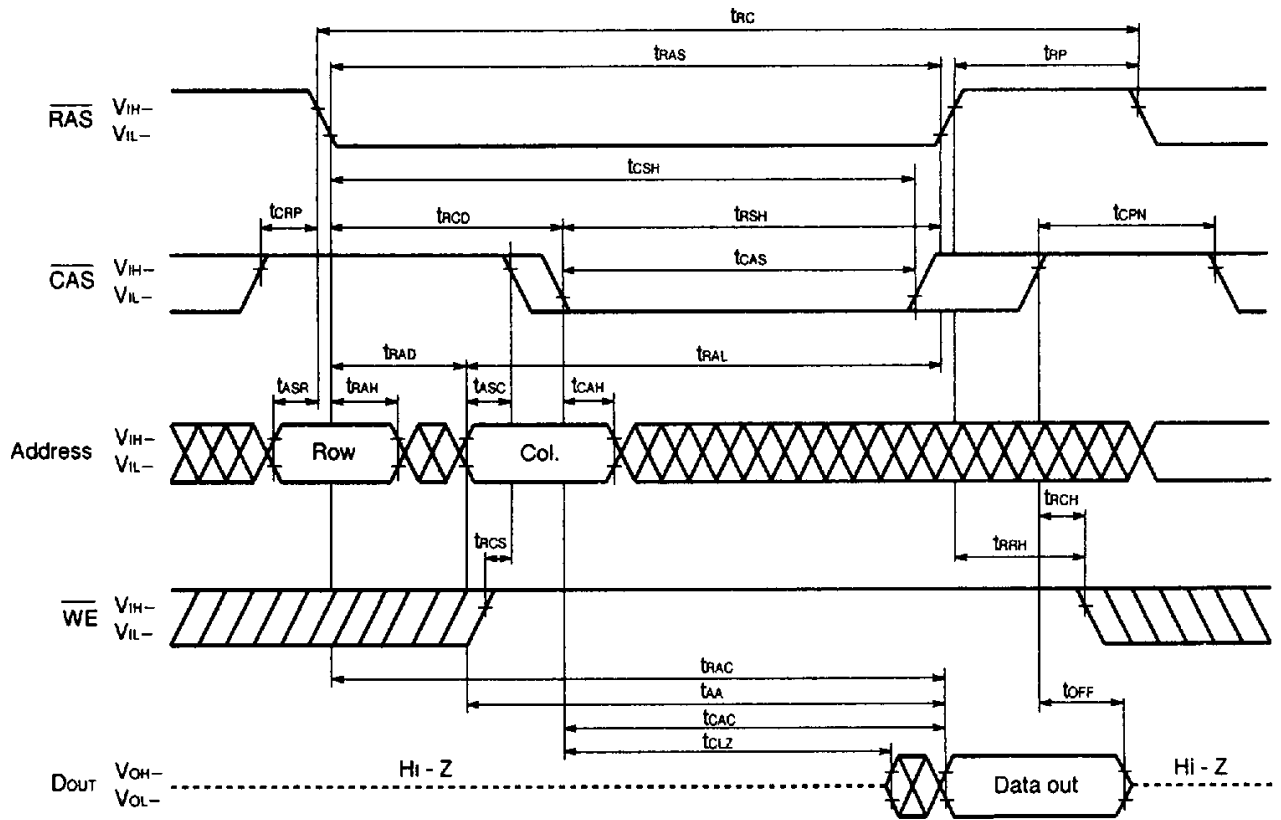 tRC
tRAS
tRP
RAS
VIH–
VIL–
tCSH
tCRP
tRCD
tRSH
tCPN
CAS
VIH–
VIL–
tCAS
tRAD
tRAL
tASR
tRAH
tASC
tCAH
Address
VIH–
VIL–
Row
Col.
tRCH
tRCS
tRRH
WE
VIH–
VIL–
tRAC
tAA
tOFF
tCAC
tCLZ
DOUT
VOH–
VOL–
HI - Z
Data out
Hi - Z